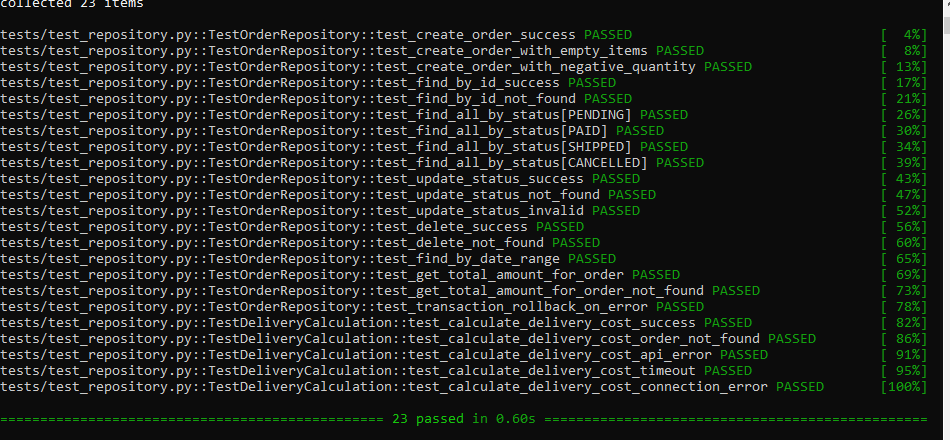 collected 23 items
tests/test_repository.py::TestOrderRepository::test_create_order_success PASSED [  4%]
tests/test_repository.py::TestOrderRepository::test_create_order_with_empty_items PASSED [  8%]
tests/test_repository.py::TestOrderRepository::test_create_order_with_negative_quantity PASSED [ 13%]
tests/test_repository.py::TestOrderRepository::test_find_by_id_success PASSED [ 17%]
tests/test_repository.py::TestOrderRepository::test_find_by_id_not_found PASSED [ 21%]
tests/test_repository.py::TestOrderRepository::test_find_all_by_status[PENDING] PASSED [ 26%]
tests/test_repository.py::TestOrderRepository::test_find_all_by_status[PAID] PASSED [ 30%]
tests/test_repository.py::TestOrderRepository::test_find_all_by_status[SHIPPED] PASSED [ 34%]
tests/test_repository.py::TestOrderRepository::test_find_all_by_status[CANCELLED] PASSED [ 39%]
tests/test_repository.py::TestOrderRepository::test_update_status_success PASSED [ 43%]
tests/test_repository.py::TestOrderRepository::test_update_status_not_found PASSED [ 47%]
tests/test_repository.py::TestOrderRepository::test_update_status_invalid PASSED [ 52%]
tests/test_repository.py::TestOrderRepository::test_delete_success PASSED [ 56%]
tests/test_repository.py::TestOrderRepository::test_delete_not_found PASSED [ 60%]
tests/test_repository.py::TestOrderRepository::test_find_by_date_range PASSED [ 65%]
tests/test_repository.py::TestOrderRepository::test_get_total_amount_for_order PASSED [ 69%]
tests/test_repository.py::TestOrderRepository::test_get_total_amount_for_order_not_found PASSED [ 73%]
tests/test_repository.py::TestOrderRepository::test_transaction_rollback_on_error PASSED [ 78%]
tests/test_repository.py::TestDeliveryCalculation::test_calculate_delivery_cost_success PASSED [ 82%]
tests/test_repository.py::TestDeliveryCalculation::test_calculate_delivery_cost_order_not_found PASSED [ 86%]
tests/test_repository.py::TestDeliveryCalculation::test_calculate_delivery_cost_api_error PASSED [ 91%]
tests/test_repository.py::TestDeliveryCalculation::test_calculate_delivery_cost_timeout PASSED [ 95%]
tests/test_repository.py::TestDeliveryCalculation::test_calculate_delivery_cost_connection_error PASSED [100%]
================================================ 23 passed in 0.60s ================================================